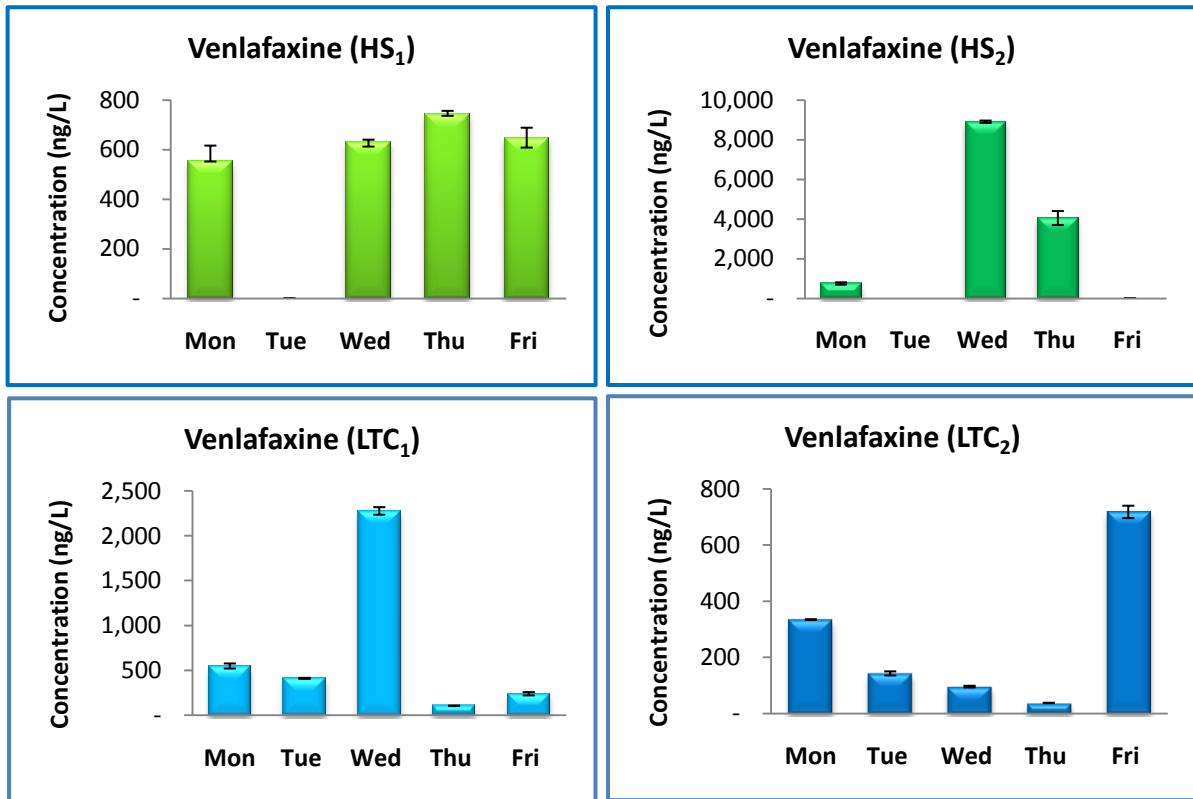 Venlafaxine (HS₁)
Concentration (ng/L)
800
600
400
200
-
Mon Tue Wed Thu Fri
Venlafaxine (HS₂)
Concentration (ng/L)
10,000
8,000
6,000
4,000
2,000
-
Mon Tue Wed Thu Fri
Venlafaxine (LTC₁)
Concentration (ng/L)
2,500
2,000
1,500
1,000
500
-
Mon Tue Wed Thu Fri
Venlafaxine (LTC₂)
Concentration (ng/L)
800
600
400
200
-
Mon Tue Wed Thu Fri